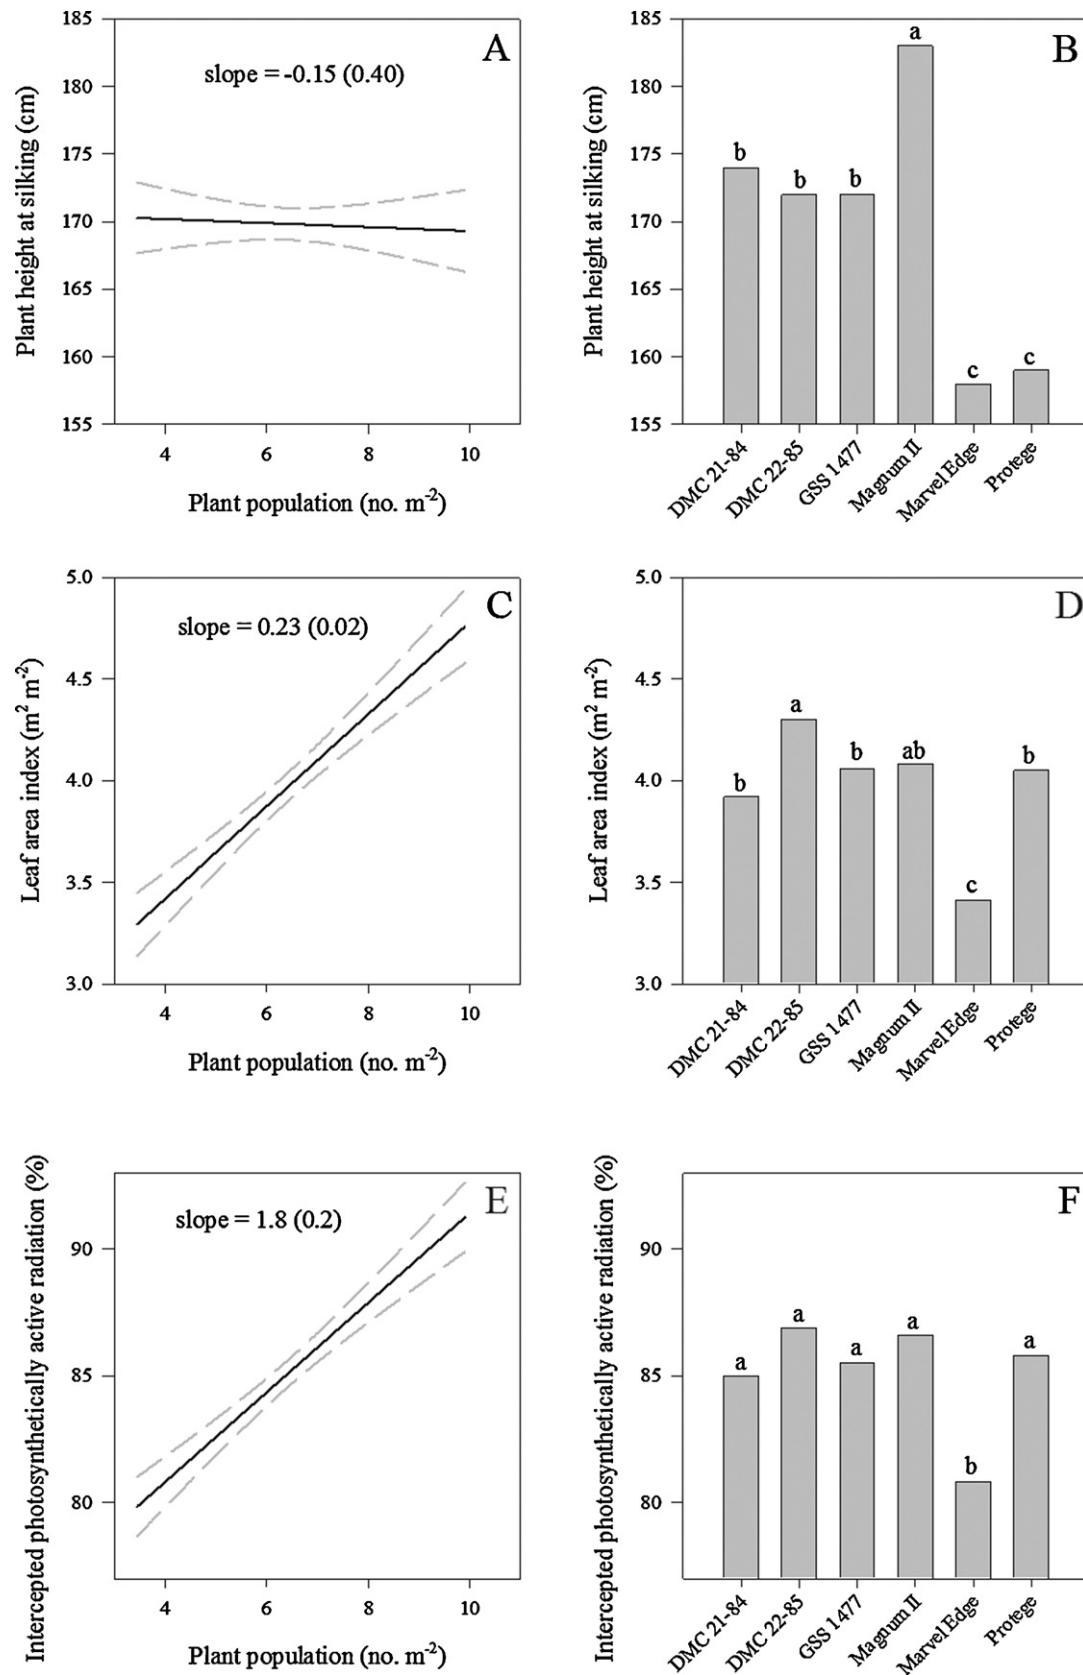 Plant height at silking (cm)
185
180
175
170
165
160
155
A
slope = -0.15 (0.40)
4
6
8
10
Plant population (no. m-2)
Plant height at silking (cm)
185
180
175
170
165
160
155
B
b
b
b
a
c
c
DMC 21-84
DMC 22-85
GSS 1477
Magnum II
Marvel Edge
Protege
Leaf area index (m2 m-2)
5.0
4.5
4.0
3.5
3.0
C
slope = 0.23 (0.02)
4
6
8
10
Plant population (no. m-2)
Leaf area index (m2 m-2)
5.0
4.5
4.0
3.5
3.0
D
b
a
b
ab
c
b
DMC 21-84
DMC 22-85
GSS 1477
Magnum II
Marvel Edge
Protege
Intercepted photosynthetically active radiation (%)
90
85
80
E
slope = 1.8 (0.2)
4
6
8
10
Plant population (no. m-2)
Intercepted photosynthetically active radiation (%)
90
85
80
F
a
a
a
a
b
a
DMC 21-84
DMC 22-85
GSS 1477
Magnum II
Marvel Edge
Protege